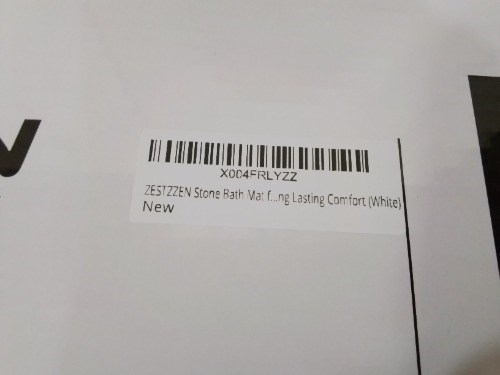 X004FRLYZZ
ZESTZZEN Stone Bath Mat f...ng Lasting Comfort (White)
New